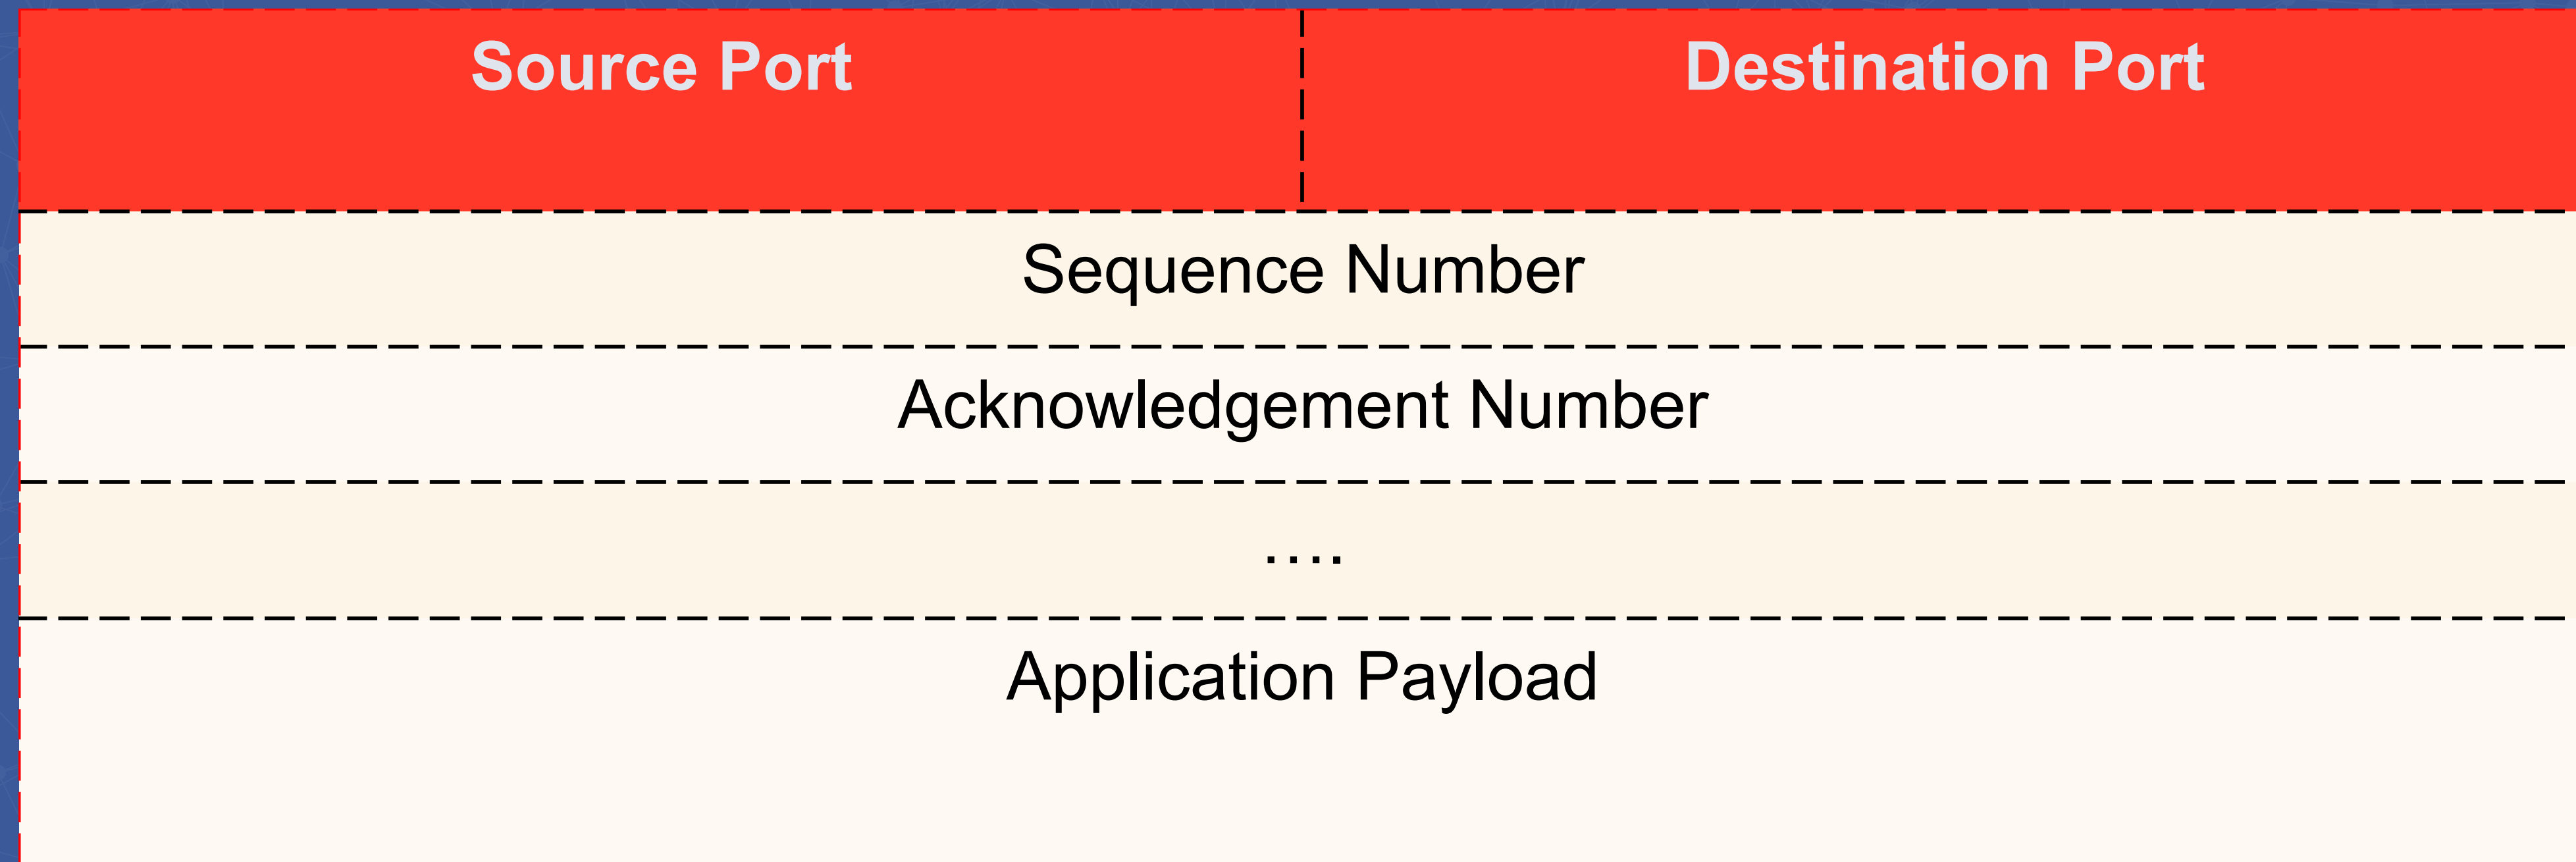 Source Port
Destination Port
Sequence Number
Acknowledgement Number
....
Application Payload